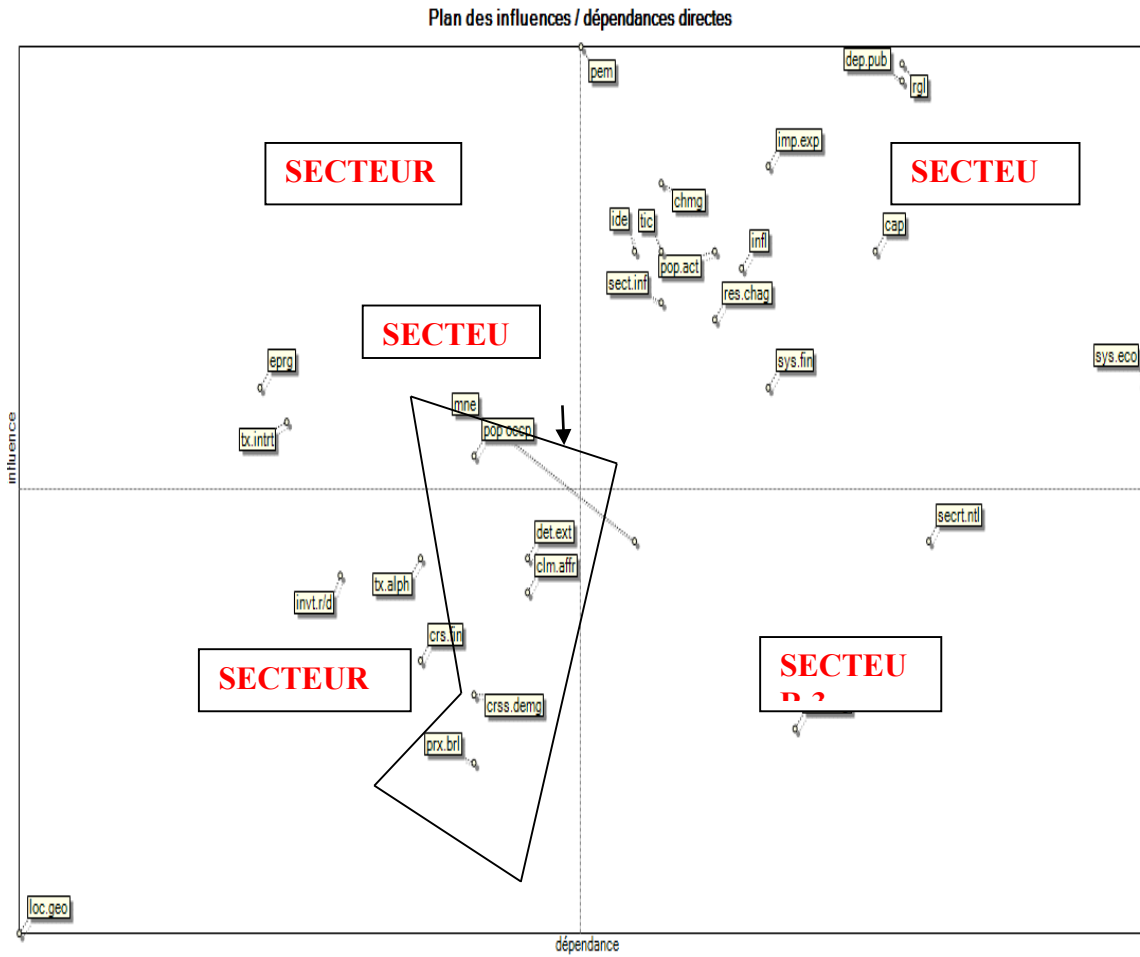 Plan des influences / dépendances directes
pem
dep.pub
rgl
imp.exp
SECTEUR
SECTEU
chmg
ide
tic
cap
infl
pop.act
sect.inf
res.chag
SECTEU
eprg
sys.fin
sys.eco
mne
pop occp
tx.intrt
influence
secrt.ntl
det.ext
clm.affr
tx.alph
invt.r/d
crs.fin
SECTEUR
SECTEU
crss.demg
prx.brl
loc.geo
dépendance